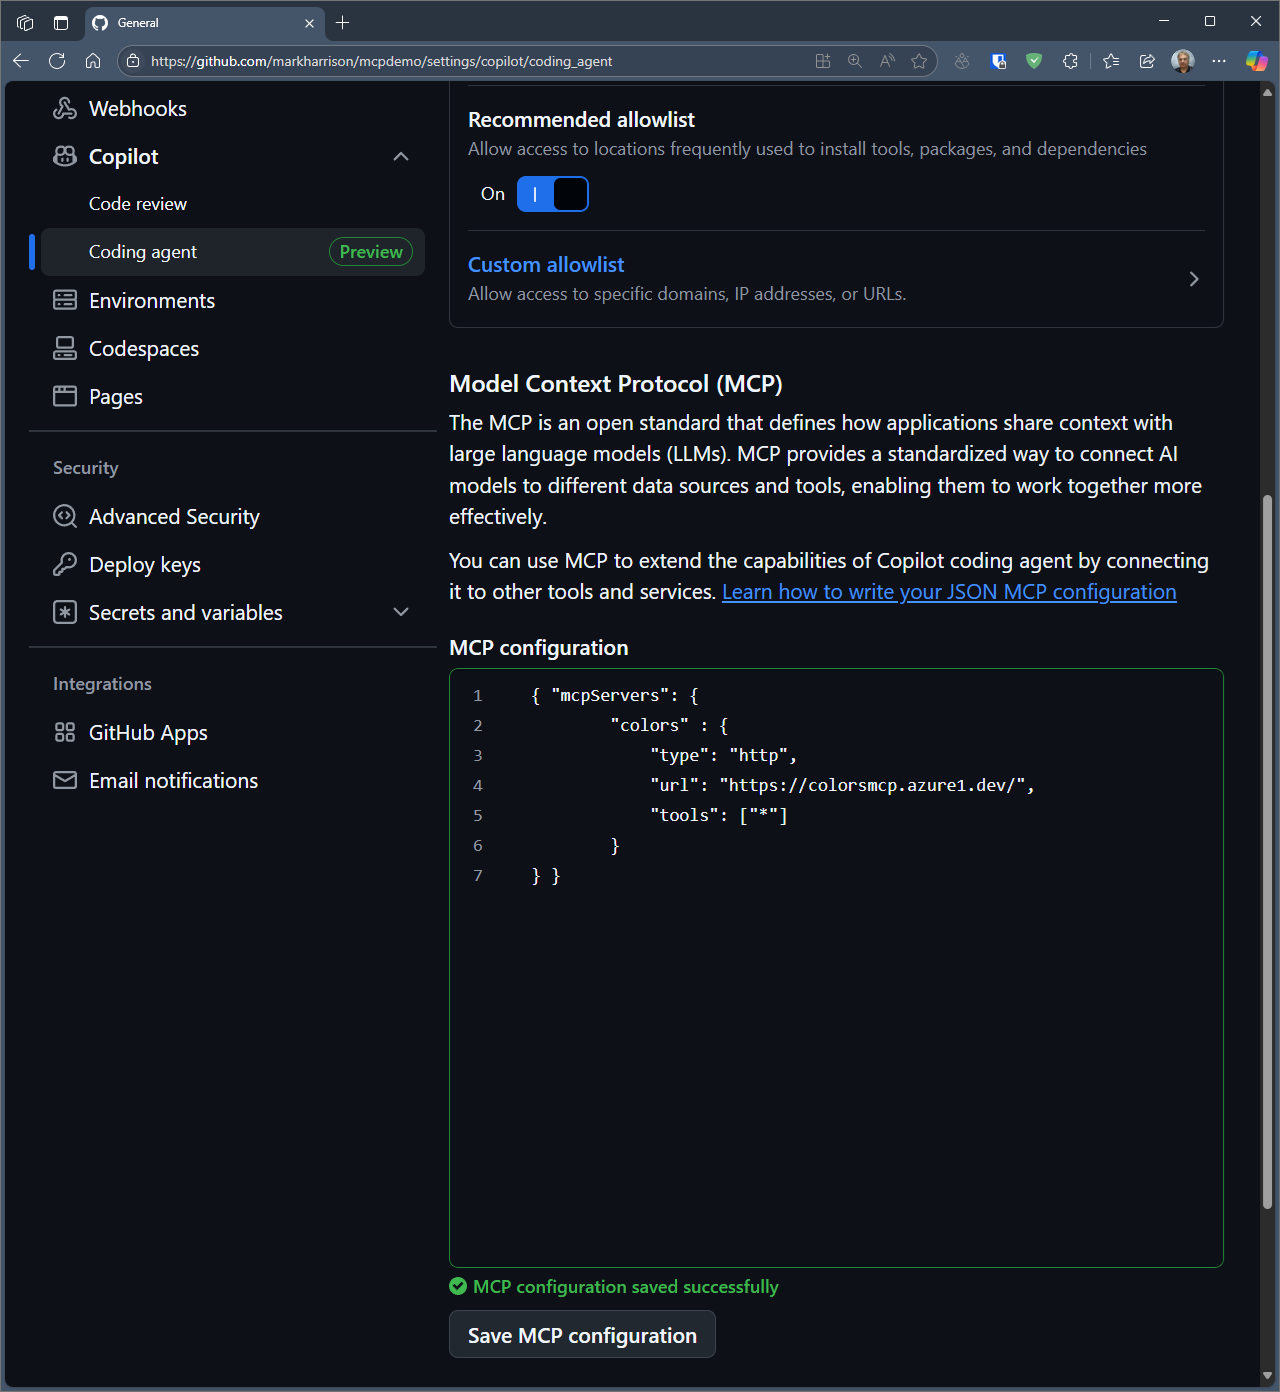 General
https://github.com/markharrison/mcpdemo/settings/copilot/coding_agent
Webhooks
Copilot
Code review
Coding agent Preview
Environments
Codespaces
Pages
Security
Advanced Security
Deploy keys
Secrets and variables
Integrations
GitHub Apps
Email notifications
Recommended allowlist
Allow access to locations frequently used to install tools, packages, and dependencies
On
Custom allowlist
Allow access to specific domains, IP addresses, or URLs.
Model Context Protocol (MCP)
The MCP is an open standard that defines how applications share context with
large language models (LLMs). MCP provides a standardized way to connect AI
models to different data sources and tools, enabling them to work together more
effectively.
You can use MCP to extend the capabilities of Copilot coding agent by connecting
it to other tools and services. Learn how to write your JSON MCP configuration
MCP configuration
1 { "mcpServers": {
2 "colors" : {
3 "type": "http",
4 "url": "https://colorsmcp.azure1.dev/",
5 "tools": ["*"]
6 }
7 } }
MCP configuration saved successfully
Save MCP configuration